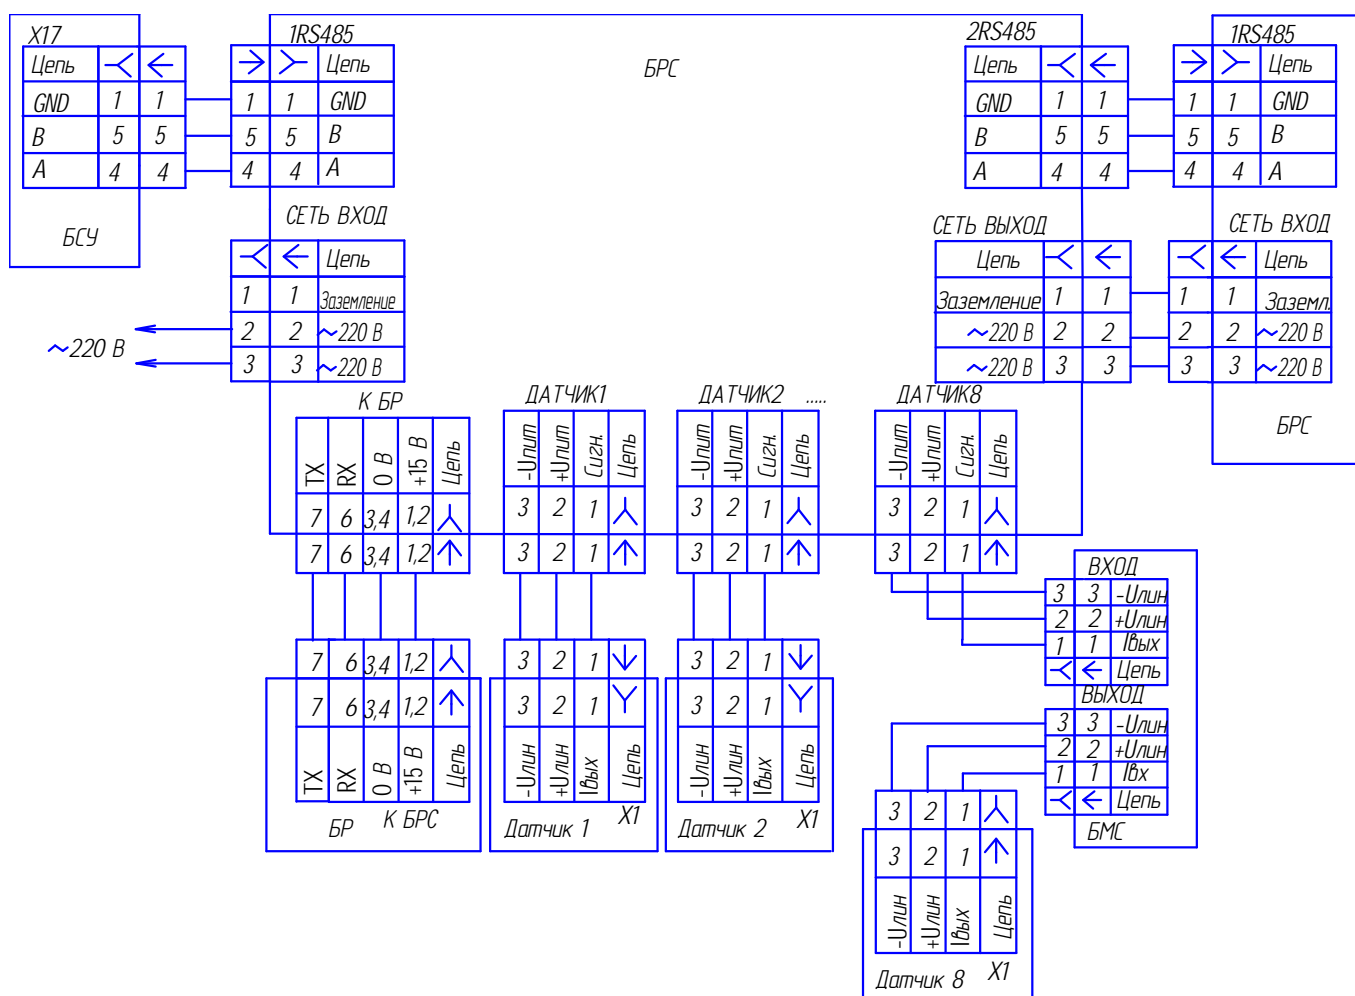 X17
Цепь
GND 1 1
B 5 5
A 4 4
БСУ
1RS485
Цепь
1 1 GND
5 5 B
4 4 A
БРС
2RS485
Цепь
GND 1 1
B 5 5
A 4 4
1RS485
Цепь
1 1 GND
5 5 B
4 4 A
СЕТЬ ВХОД
Цепь
1 1 Заземление
2 2 ~220 В
3 3 ~220 В
~220 В
СЕТЬ ВЫХОД
Цепь
Заземление 1 1
~220 В 2 2
~220 В 3 3
СЕТЬ ВХОД
Цепь
1 1 Заземл.
2 2 ~220 В
3 3 ~220 В
БРС
К БР
TX RX 0 В +15 В Цепь
7 6 3,4 1,2
7 6 3,4 1,2
ДАТЧИК1
-Uпит +Uпит Сигн. Цепь
3 2 1
3 2 1
ДАТЧИК2 .....
-Uпит +Uпит Сигн. Цепь
3 2 1
3 2 1
ДАТЧИК8
-Uпит +Uпит Сигн. Цепь
3 2 1
3 2 1
ВХОД
3 3 -Uлин
2 2 +Uлин
1 1 Iвых
Цепь
ВЫХОД
3 3 -Uлин
2 2 +Uлин
1 1 Iвх
Цепь
БМС
7 6 3,4 1,2
7 6 3,4 1,2
TX RX 0 В +15 В Цепь
БР К БРС
3 2 1
3 2 1
-Uлин +Uлин Iвых Цепь
Датчик 1 X1
3 2 1
3 2 1
-Uлин +Uлин Iвых Цепь
Датчик 2 X1
3 2 1
3 2 1
-Uлин +Uлин Iвых Цепь
Датчик 8 X1